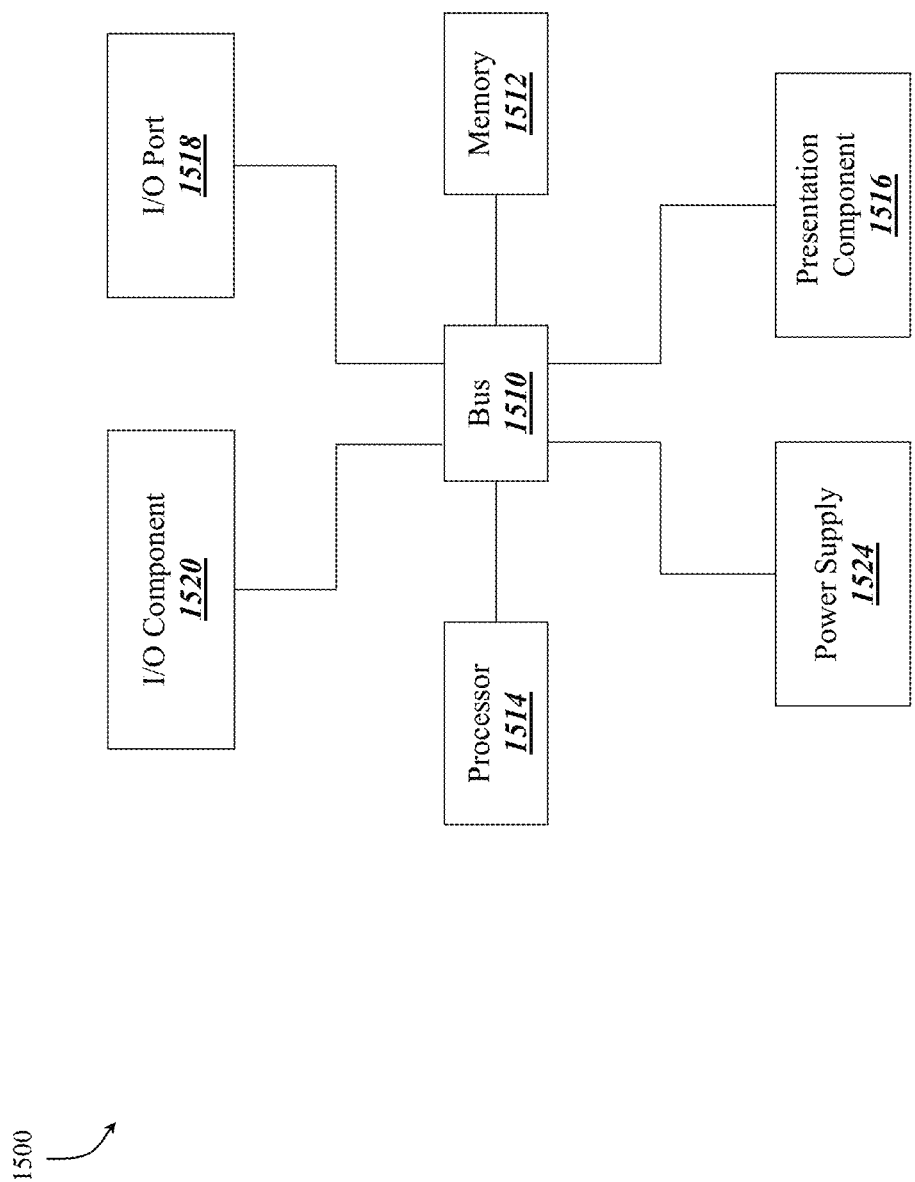 1500
I/O Component
1520
I/O Port
1518
Processor
1514
Bus
1510
Memory
1512
Power Supply
1524
Presentation
Component
1516